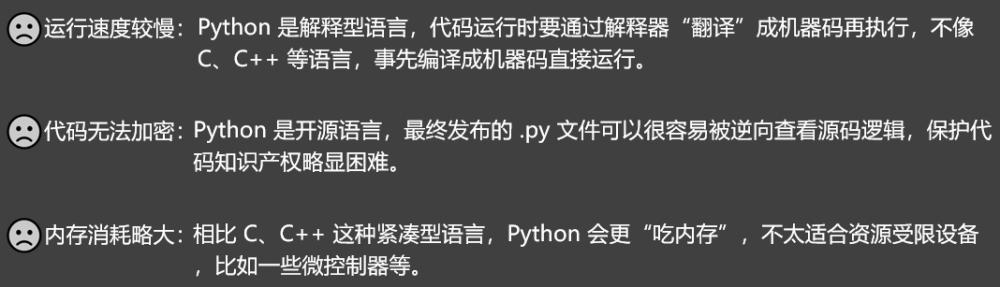 运行速度较慢：Python 是解释型语言，代码运行时要通过解释器“翻译”成机器码再执行，不像
C、C++ 等语言，事先编译成机器码直接运行。
代码无法加密：Python 是开源语言，最终发布的 .py 文件可以很容易被逆向查看源码逻辑，保护代
码知识产权略显困难。
内存消耗略大：相比 C、C++ 这种紧凑型语言，Python 会更“吃内存”，不太适合资源受限设备
，比如一些微控制器等。